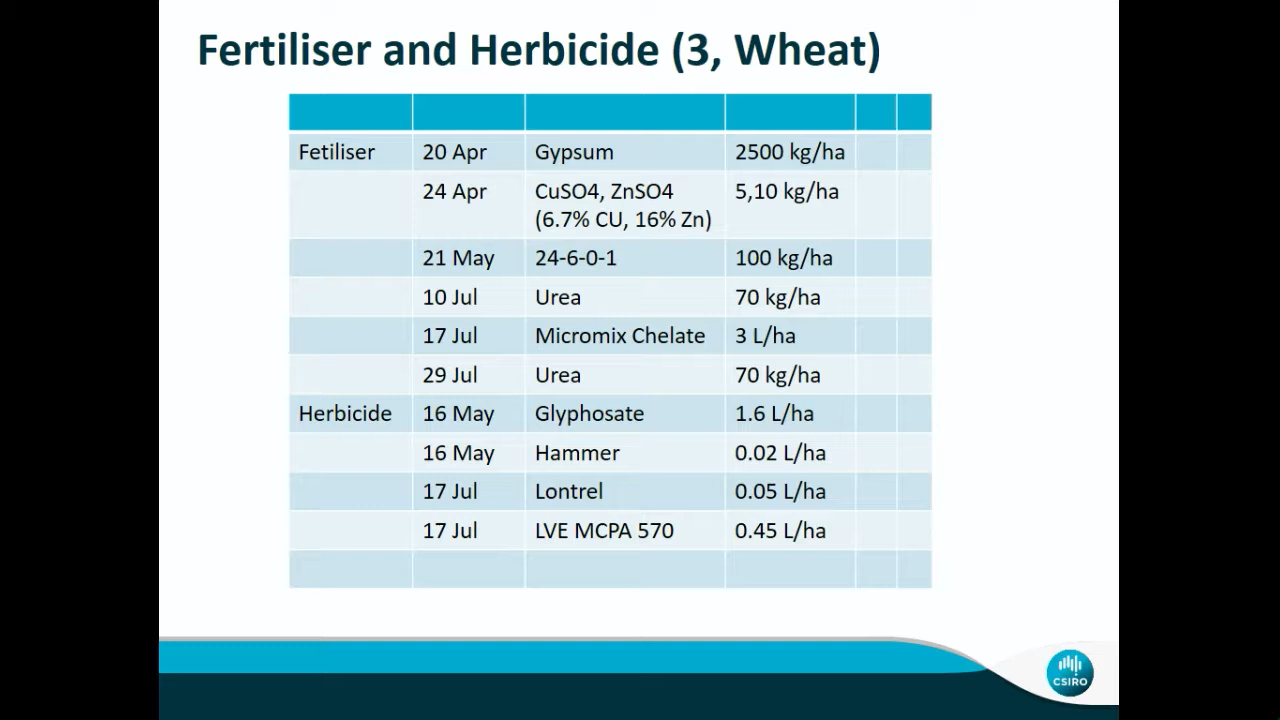 Fertiliser and Herbicide (3, Wheat)
Fetiliser 20 Apr Gypsum 2500 kg/ha
24 Apr CuSO4, ZnSO4 5,10 kg/ha
(6.7% CU, 16% Zn)
21 May 24-6-0-1 100 kg/ha
10 Jul Urea 70 kg/ha
17 Jul Micromix Chelate 3 L/ha
29 Jul Urea 70 kg/ha
Herbicide 16 May Glyphosate 1.6 L/ha
16 May Hammer 0.02 L/ha
17 Jul Lontrel 0.05 L/ha
17 Jul LVE MCPA 570 0.45 L/ha
CSIRO